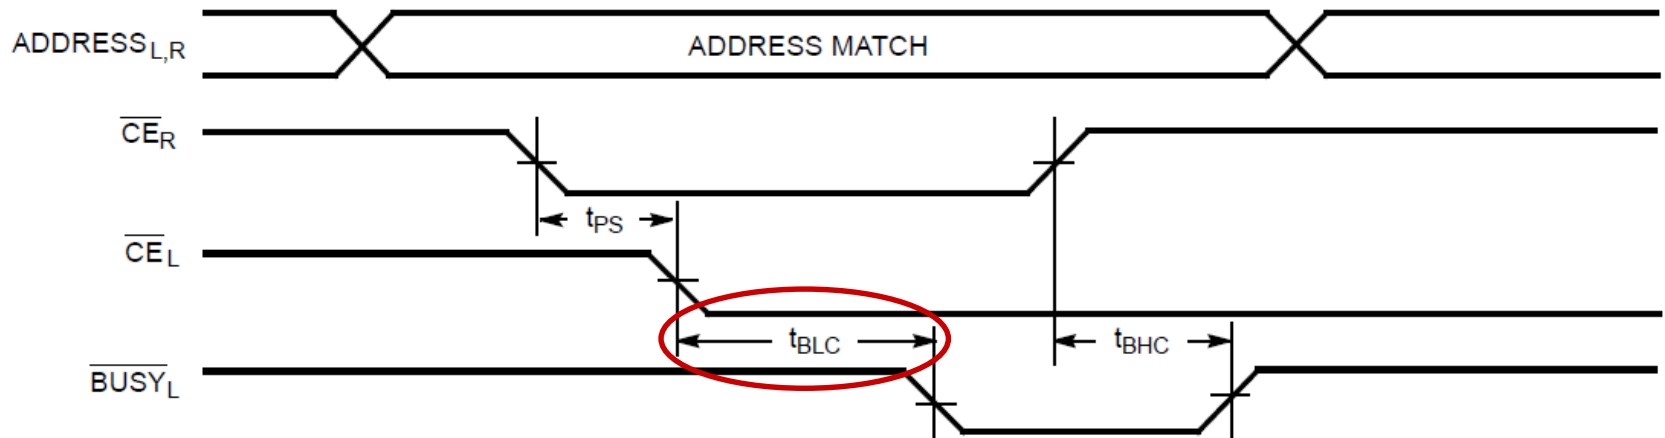 ADDRESSL,R
ADDRESS MATCH
CER
tPS
CEL
tBLC
tBHC
BUSYL